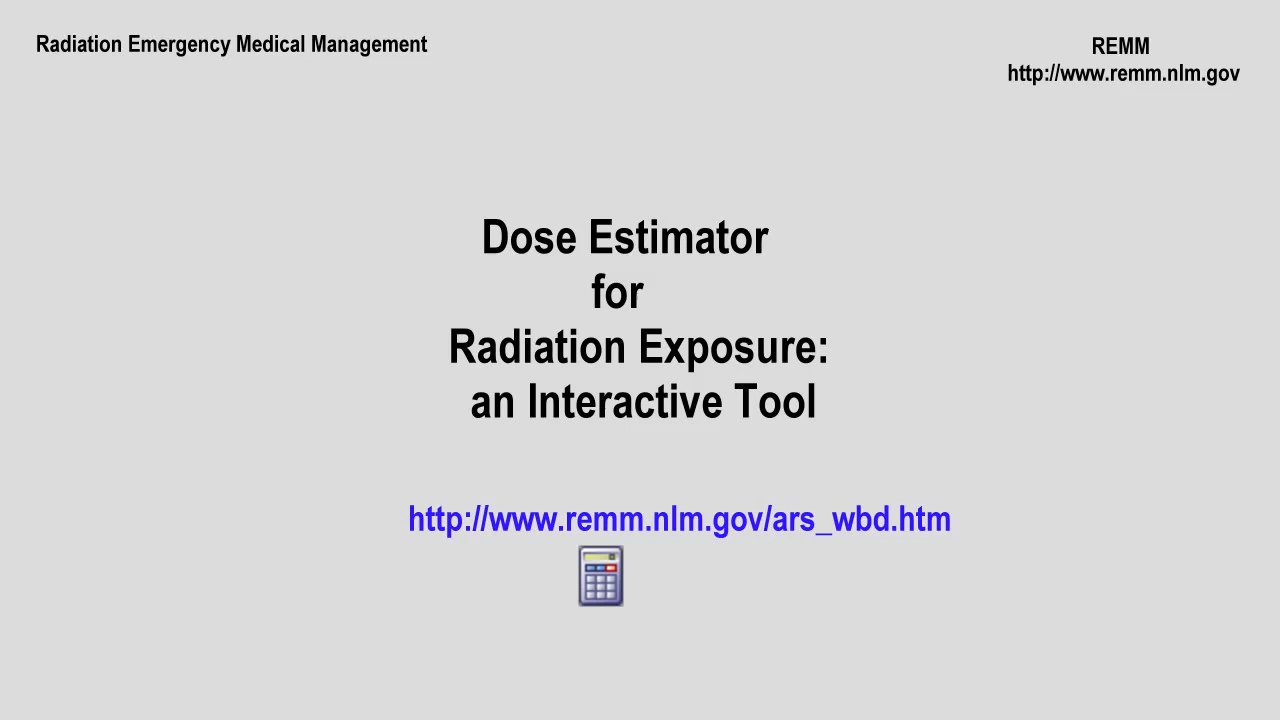 Radiation Emergency Medical Management
REMM
http://www.remm.nlm.gov
Dose Estimator
for
Radiation Exposure:
an Interactive Tool
http://www.remm.nlm.gov/ars_wbd.htm